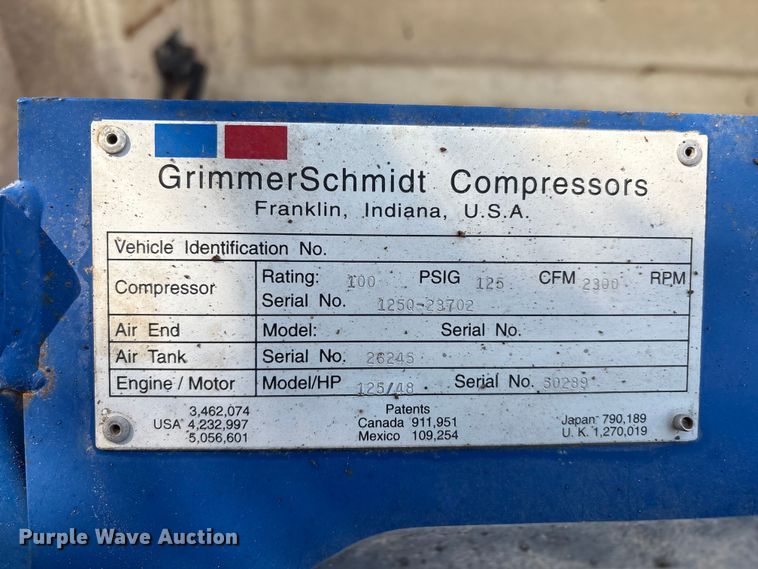 GrimmerSchmidt Compressors
Franklin, Indiana, U.S.A.
Vehicle Identification No.
Compressor Rating: 100 PSIG 125 CFM 2300 RPM
Serial No. 125Q-23702
Air End Model: Serial No.
Air Tank Serial No. 26245
Engine / Motor Model/HP 125/48 Serial No. 30289
Patents
USA 3,462,074 4,232,997 5,056,601
Canada 911,951
Mexico 109,254
Japan 790,189
U. K. 1,270,019
Purple Wave Auction